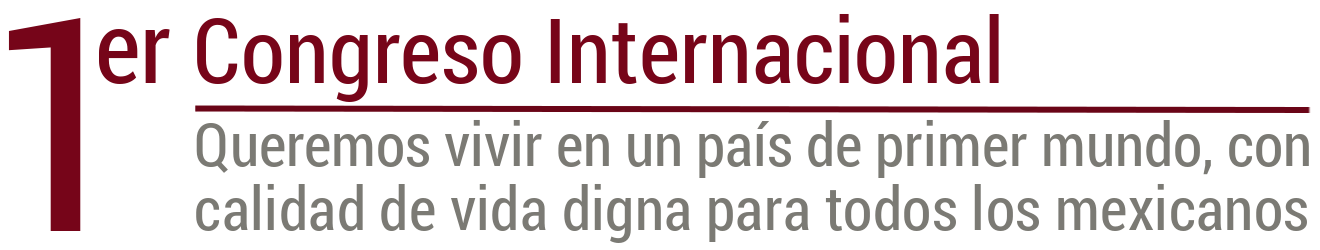 1er Congreso Internacional
Queremos vivir en un país de primer mundo, con
calidad de vida digna para todos los mexicanos